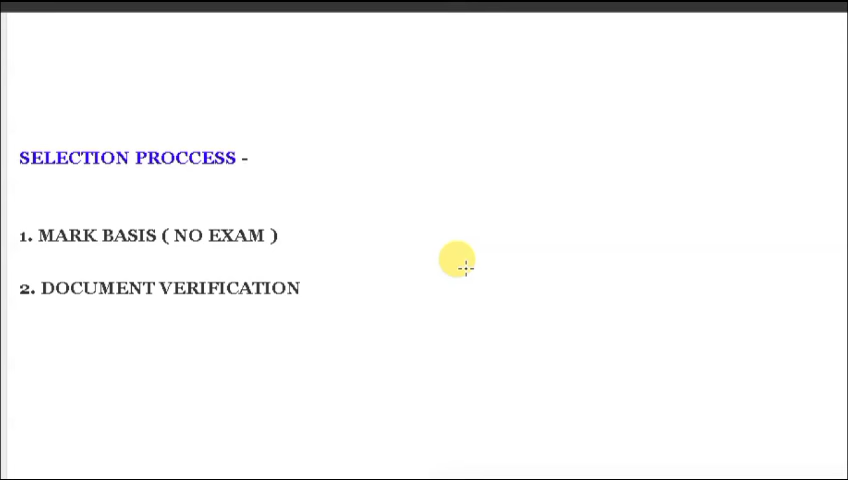 SELECTION PROCCESS -
1. MARK BASIS ( NO EXAM )
2. DOCUMENT VERIFICATION